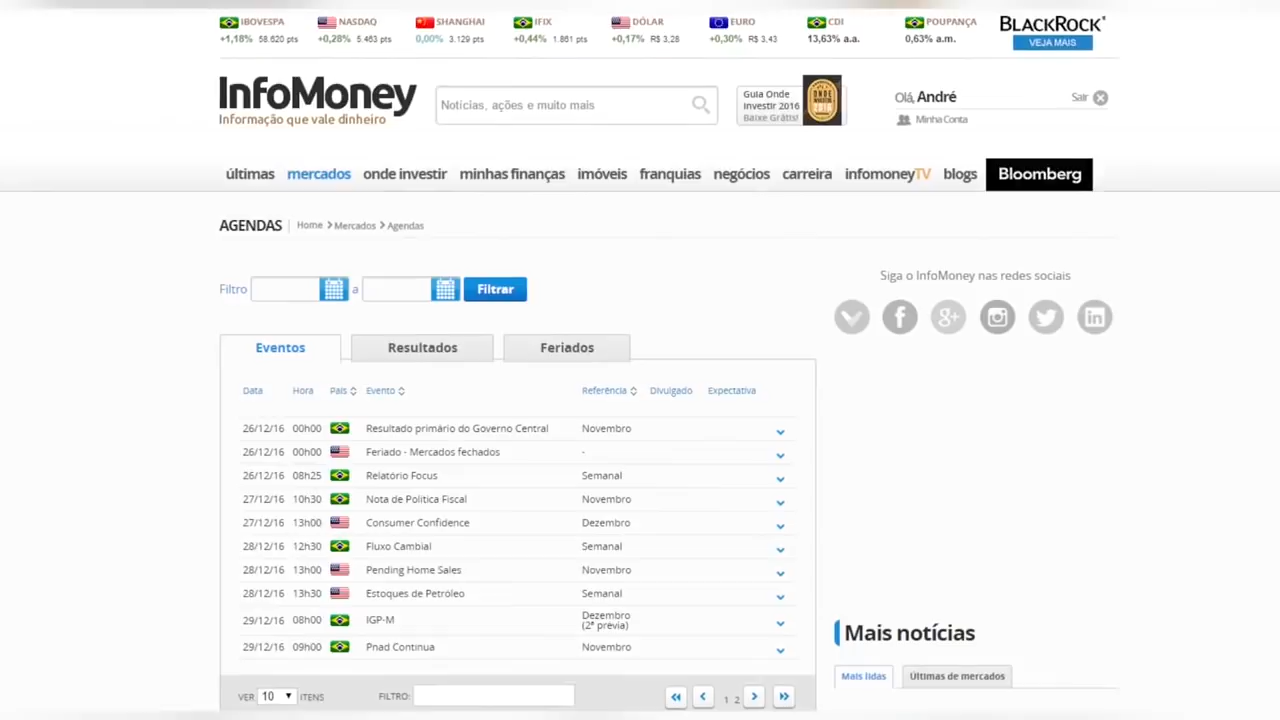 IBOVESPA NASDAQ SHANGHAI IFIX DÓLAR EURO CDI POUPANÇA
+1,18% 58.620 pts +0,28% 5.463 pts 0,00% 3.129 pts +0,44% 1.861 pts +0,17% R$ 3,28 +0,30% R$ 3,43 13,63% a.a. 0,63% a.m.
BLACKROCK®
VEJA MAIS
InfoMoney
Informação que vale dinheiro
Notícias, ações e muito mais
Guia Onde
Investir 2016
Baixe Grátis!
ONDE
INVESTIR
2016
Olá, André
Sair
Minha Conta
últimas mercados onde investir minhas finanças imóveis franquias negócios carreira infomoneyTV blogs Bloomberg
AGENDAS Home Mercados Agendas
Filtro a Filtrar
Siga o InfoMoney nas redes sociais
Eventos Resultados Feriados
Data Hora País Evento Referência Divulgado Expectativa
26/12/16 00h00 Resultado primário do Governo Central Novembro
26/12/16 00h00 Feriado - Mercados fechados -
26/12/16 08h25 Relatório Focus Semanal
27/12/16 10h30 Nota de Política Fiscal Novembro
27/12/16 13h00 Consumer Confidence Dezembro
28/12/16 12h30 Fluxo Cambial Semanal
28/12/16 13h00 Pending Home Sales Novembro
28/12/16 13h30 Estoques de Petróleo Semanal
29/12/16 08h00 IGP-M Dezembro
(2ª prévia)
29/12/16 09h00 Pnad Contínua Novembro
VER 10 ITENS FILTRO: 1 2
Mais notícias
Mais lidas Últimas de mercados